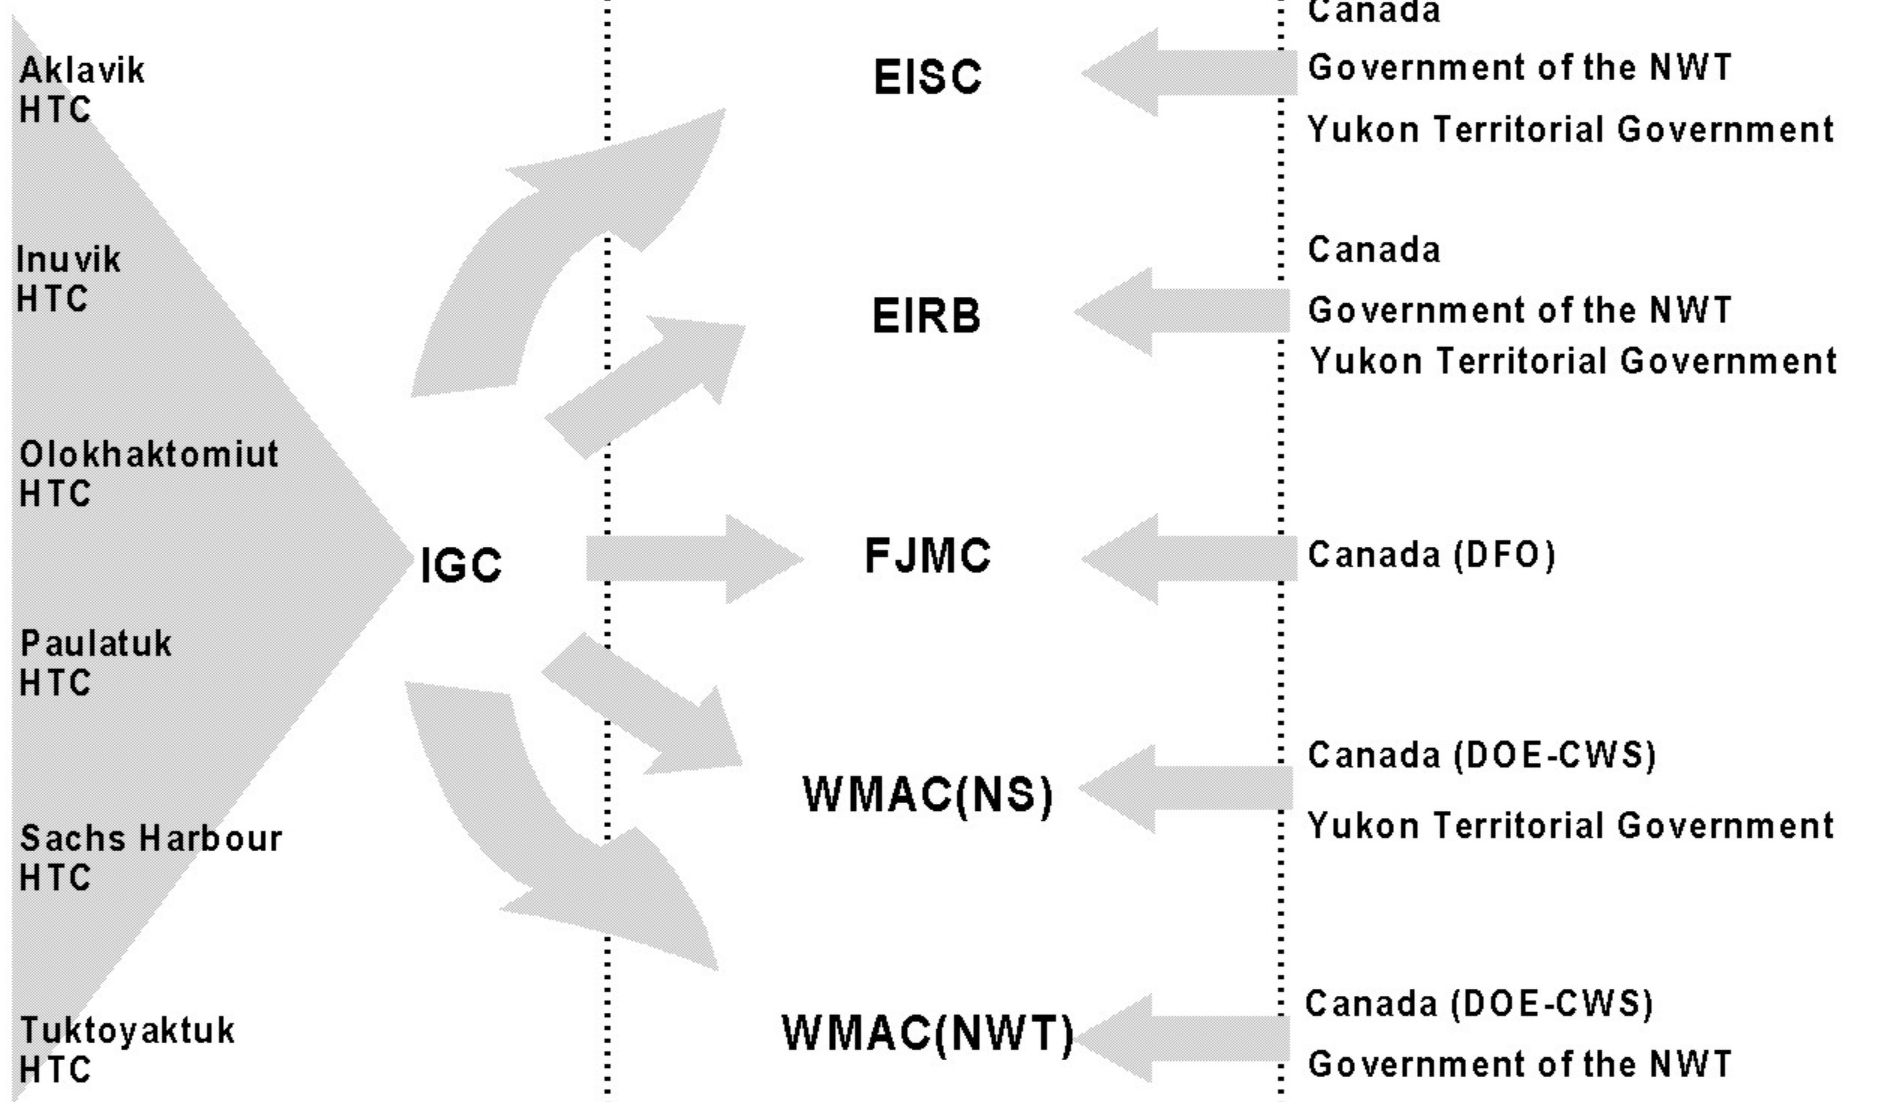 Aklavik
HTC
Inuvik
HTC
Olokhaktomiut
HTC
Paulatuk
HTC
Sachs Harbour
HTC
Tuktoyaktuk
HTC
IGC
EISC
EIRB
FJMC
WMAC(NS)
WMAC(NWT)
Canada
Government of the NWT
Yukon Territorial Government
Canada
Government of the NWT
Yukon Territorial Government
Canada (DFO)
Canada (DOE-CWS)
Yukon Territorial Government
Canada (DOE-CWS)
Government of the NWT